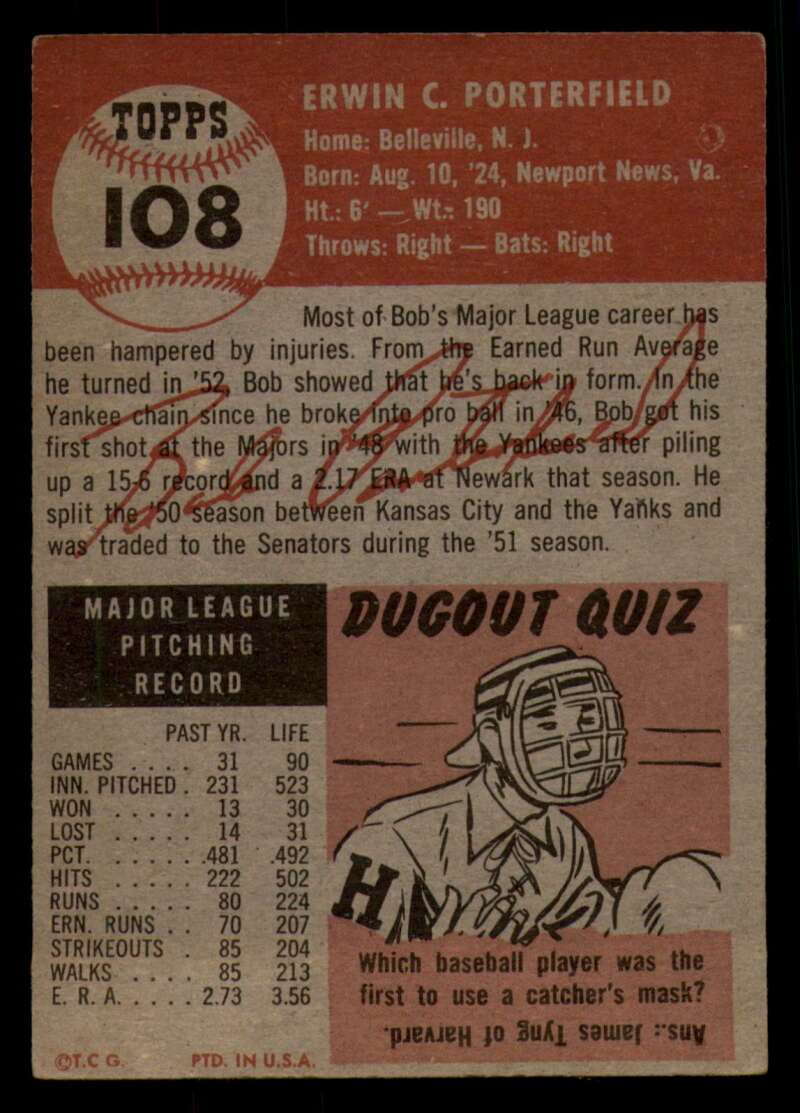 TOPPS
108
ERWIN C. PORTERFIELD
Home: Belleville, N. J.
Born: Aug. 10, '24, Newport News, Va.
Ht.: 6' — Wt.: 190
Throws: Right — Bats: Right
Most of Bob's Major League career has
been hampered by injuries. From the Earned Run Average
he turned in '52, Bob showed that he's back in form. In the
Yankee chain since he broke into pro ball in '46, Bob got his
first shot at the Majors in '48 with the Yankees after piling
up a 15-6 record and a 2.17 ERA at Newark that season. He
split the '50 season between Kansas City and the Yanks and
was traded to the Senators during the '51 season.
MAJOR LEAGUE
PITCHING
RECORD
PAST YR. LIFE
GAMES . . . . 31 90
INN. PITCHED . 231 523
WON . . . . . 13 30
LOST . . . . . 14 31
PCT. . . . . . .481 .492
HITS . . . . . 222 502
RUNS . . . . . 80 224
ERN. RUNS . . 70 207
STRIKEOUTS . 85 204
WALKS . . . . 85 213
E. R. A. . . . . 2.73 3.56
DUGOUT QUIZ
H
Which baseball player was the
first to use a catcher's mask?
Ans.: James Tyng of Harvard.
©T.C.G. PTD. IN U.S.A.